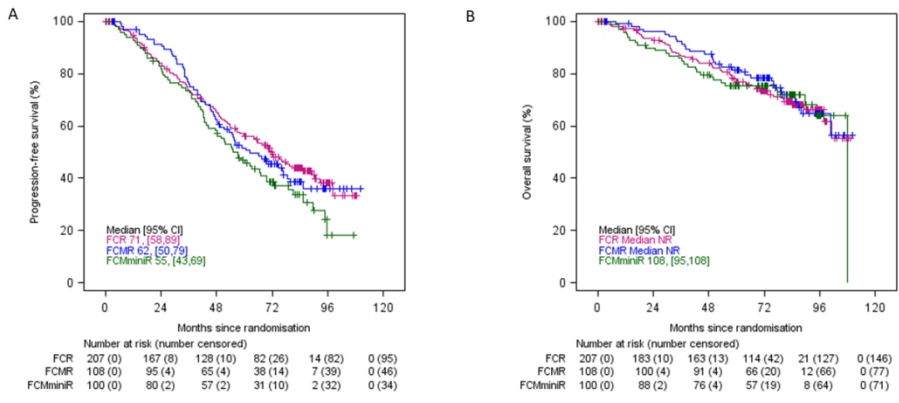 A
Progression-free survival (%)
100
80
60
40
20
0
Median [95% CI]
FCR 71, [58,89]
FCMR 62, [50,79]
FCMminiR 55, [43,69]
0 24 48 72 96 120
Months since randomisation
Number at risk (number censored)
FCR 207 (0) 167 (8) 128 (10) 82 (26) 14 (82) 0 (95)
FCMR 108 (0) 95 (4) 65 (4) 38 (14) 7 (39) 0 (46)
FCMminiR 100 (0) 80 (2) 57 (2) 31 (10) 2 (32) 0 (34)
B
Overall survival (%)
100
80
60
40
20
0
Median [95% CI]
FCR Median NR
FCMR Median NR
FCMminiR 108, [95,108]
0 24 48 72 96 120
Months since randomisation
Number at risk (number censored)
FCR 207 (0) 183 (10) 163 (13) 114 (42) 21 (127) 0 (146)
FCMR 108 (0) 100 (4) 91 (4) 66 (20) 12 (66) 0 (77)
FCMminiR 100 (0) 88 (2) 76 (4) 57 (19) 8 (64) 0 (71)